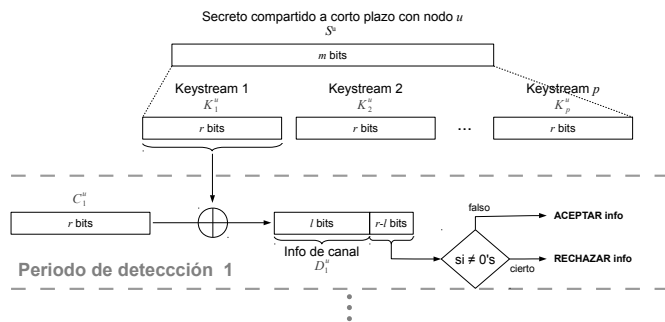 Secreto compartido a corto plazo con nodo u
S^u
m bits
Keystream 1
Keystream 2
Keystream p
K_1^u
K_2^u
K_p^u
r bits
r bits
...
r bits
C_1^u
r bits
l bits
r-l bits
falso
ACEPTAR info
Info de canal
D_1^u
si ≠ 0's
cierto
RECHAZAR info
Periodo de deteccción 1